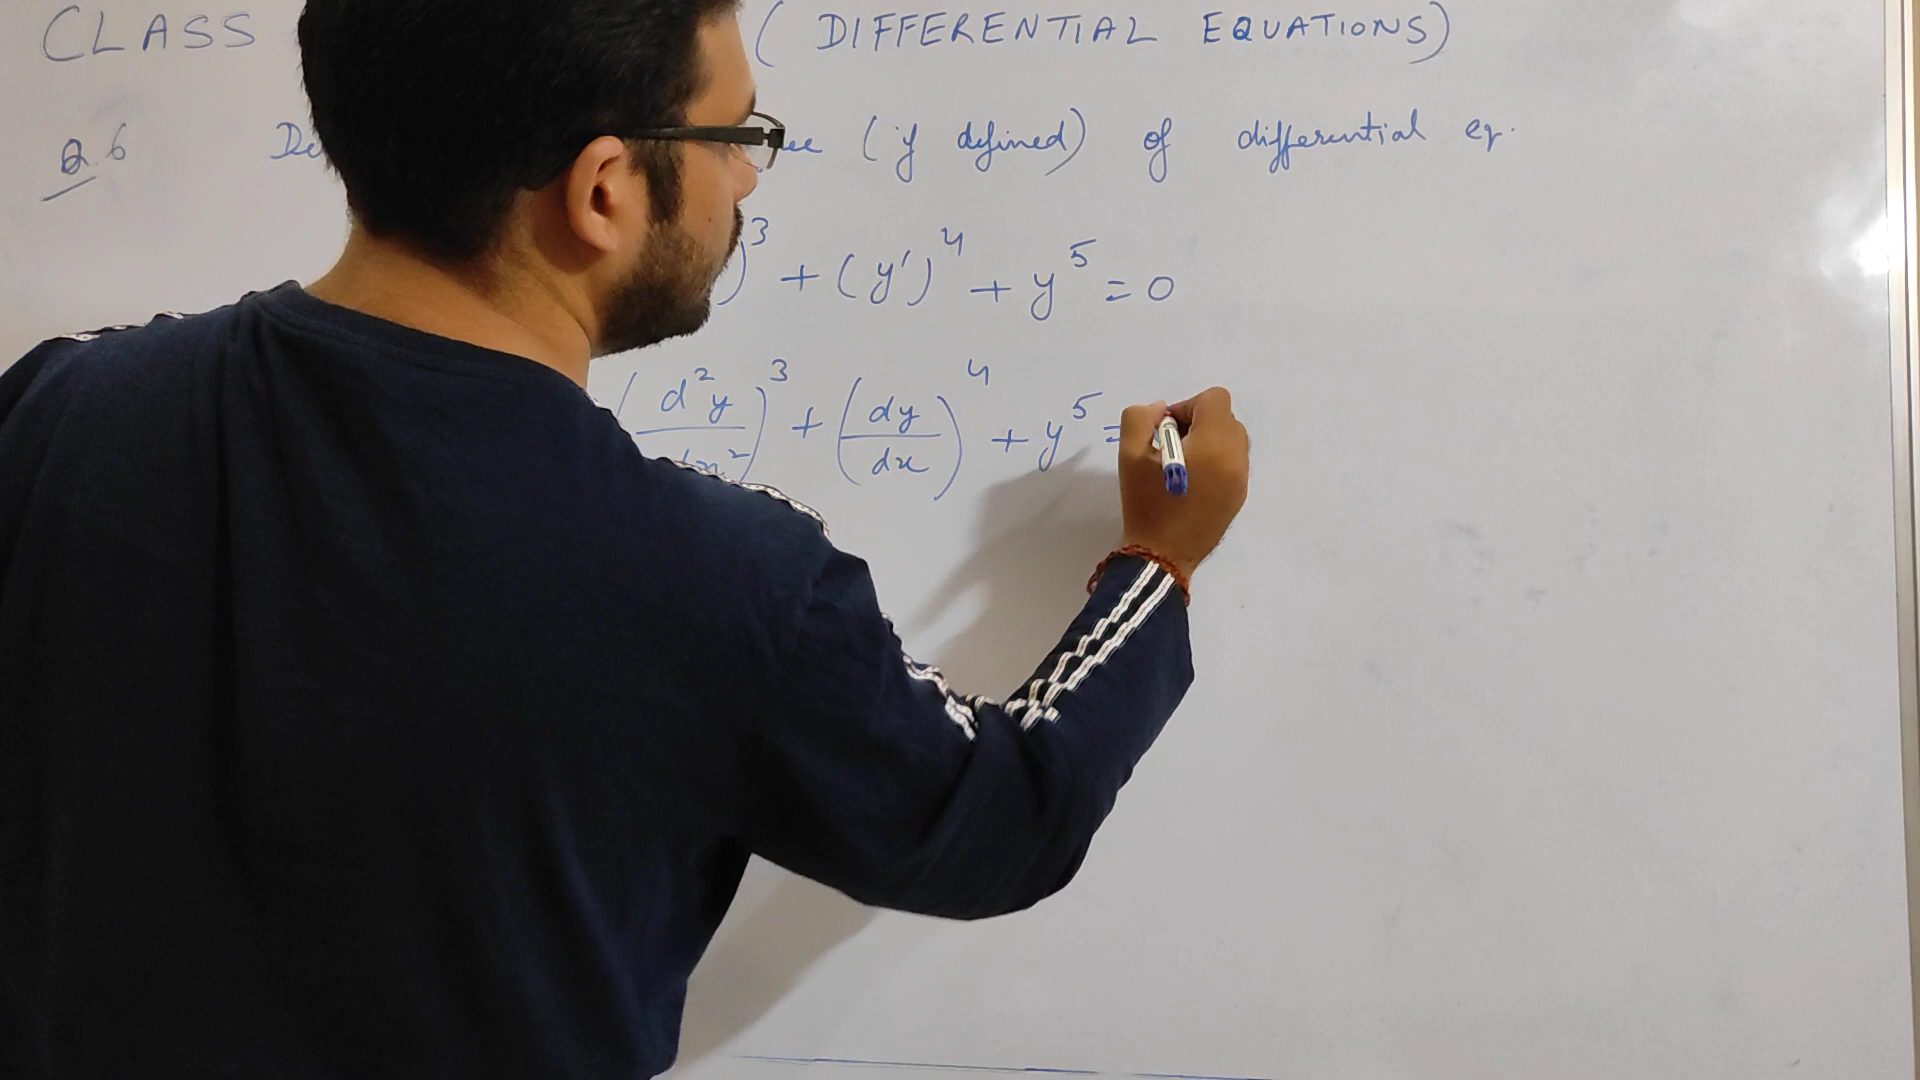 CLASS ( DIFFERENTIAL EQUATIONS)
Q.6 (if defined) of differential eq.
)³ + (y')⁴ + y⁵ = 0
(d²y/dx²)³ + (dy/dx)⁴ + y⁵ =